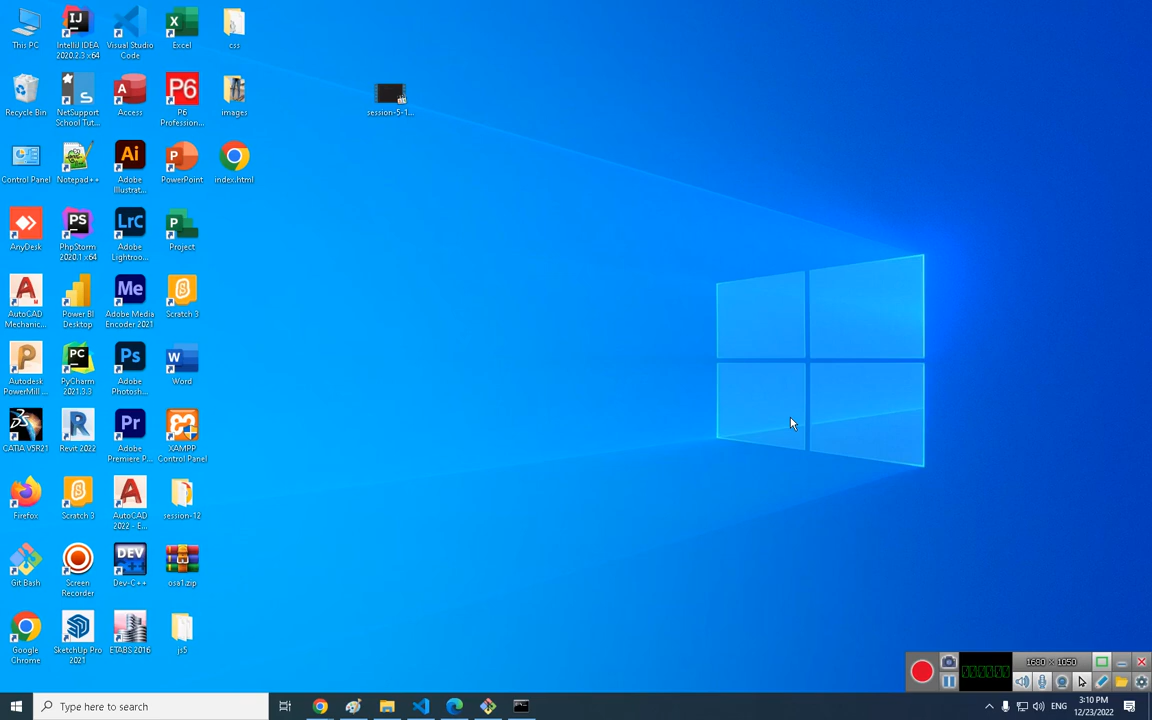 This PC
IntelliJ IDEA
2020.2.3 x64
Visual Studio
Code
Excel
css
Recycle Bin
NetSupport
School Tut...
Access
P6
Profession...
images
session-5-1...
Control Panel
Notepad++
Adobe
Illustrat...
PowerPoint
index.html
AnyDesk
PhpStorm
2020.1 x64
Adobe
Lightroo...
Project
AutoCAD
Mechanic...
Power BI
Desktop
Adobe Media
Encoder 2021
Scratch 3
Autodesk
PowerMill ...
PyCharm
2021.3.3
Adobe
Photosh...
Word
CATIA V5R21
Revit 2022
Adobe
Premiere P...
XAMPP
Control Panel
Firefox
Scratch 3
AutoCAD
2022 - E...
session-12
Git Bash
Screen
Recorder
Dev-C++
osa1.zip
Google
Chrome
SketchUp Pro
2021
ETABS 2016
js5
1680 × 1050
Type here to search
ENG
3:10 PM
12/23/2022